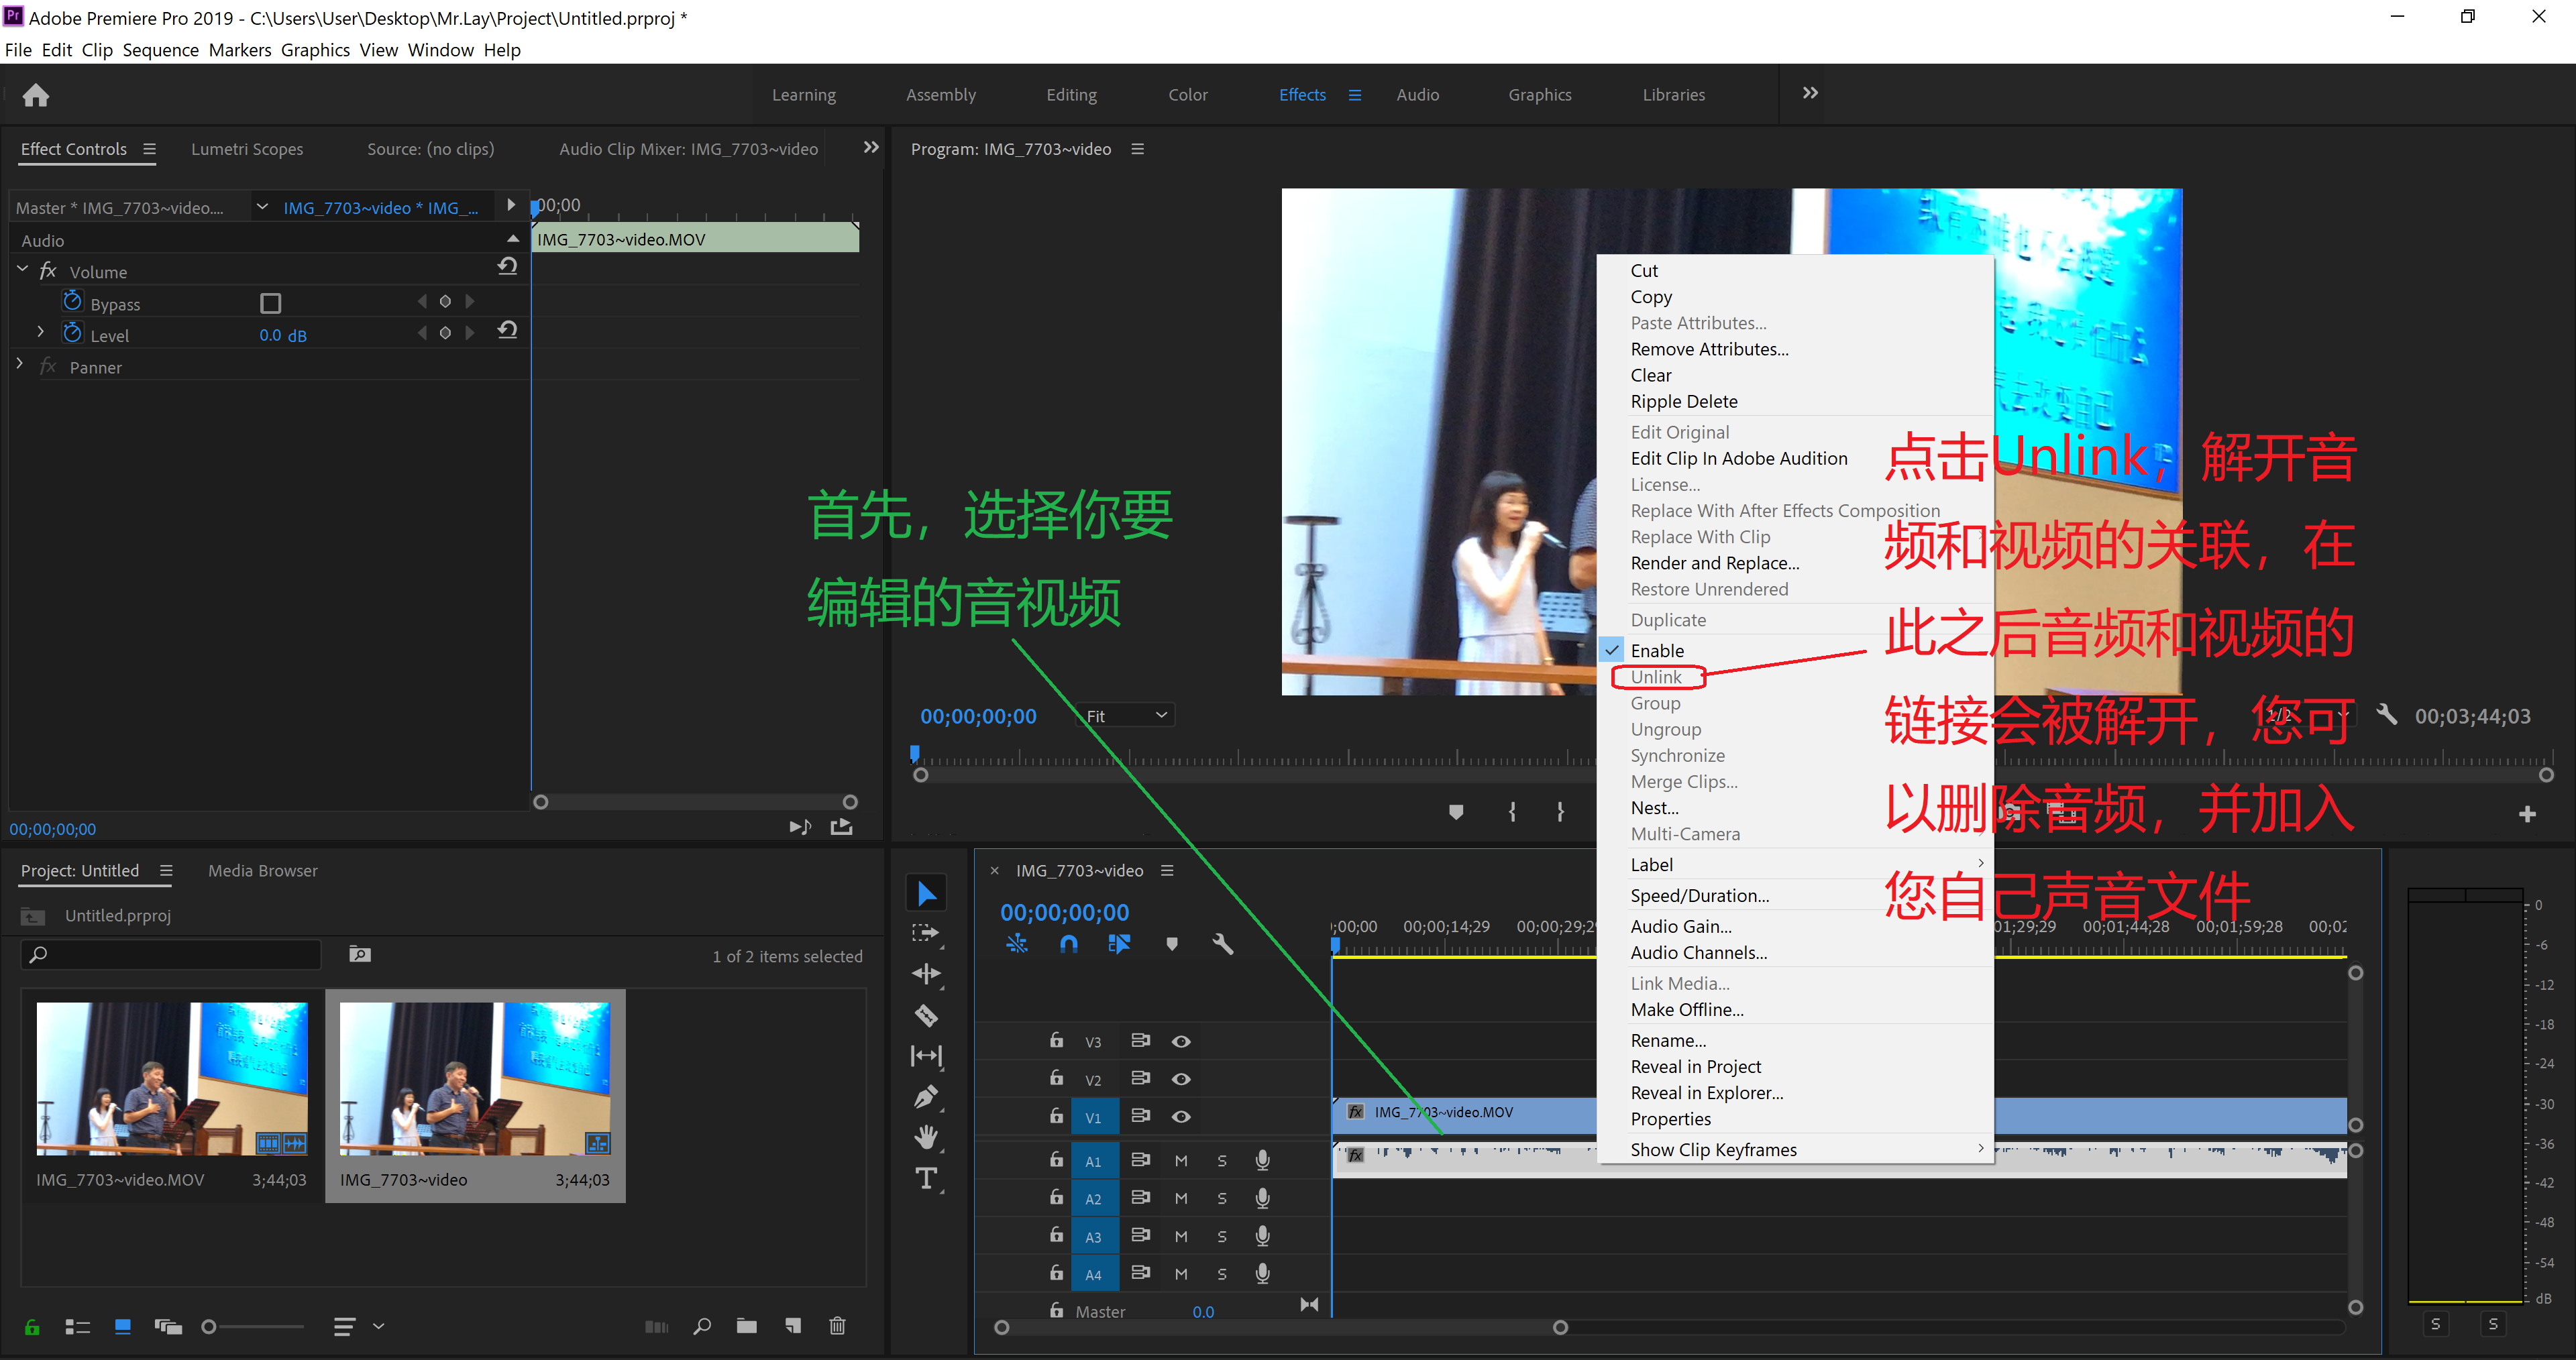 Adobe Premiere Pro 2019 - C:\Users\User\Desktop\Mr.Lay\Project\Untitled.prproj *
File Edit Clip Sequence Markers Graphics View Window Help
Learning Assembly Editing Color Effects Audio Graphics Libraries
Effect Controls Lumetri Scopes Source: (no clips) Audio Clip Mixer: IMG_7703~video
Program: IMG_7703~video
Master * IMG_7703~video.... IMG_7703~video * IMG_... 00;00
Audio
IMG_7703~video.MOV
fx Volume
Bypass
Level 0.0 dB
fx Panner
00;00;00;00
首先，选择你要
编辑的音视频
Cut
Copy
Paste Attributes...
Remove Attributes...
Clear
Ripple Delete
Edit Original
Edit Clip In Adobe Audition
License...
Replace With After Effects Composition
Replace With Clip
Render and Replace...
Restore Unrendered
Duplicate
Enable
Unlink
Group
Ungroup
Synchronize
Merge Clips...
Nest...
Multi-Camera
Label
Speed/Duration...
Audio Gain...
Audio Channels...
Link Media...
Make Offline...
Rename...
Reveal in Project
Reveal in Explorer...
Properties
Show Clip Keyframes
点击Unlink，解开音
频和视频的关联，在
此之后音频和视频的
链接会被解开，您可
以删除音频，并加入
您自己声音文件
00;00;00;00 Fit 1/2 00;03;44;03
Project: Untitled Media Browser
Untitled.prproj
1 of 2 items selected
IMG_7703~video.MOV 3;44;03
IMG_7703~video 3;44;03
IMG_7703~video
00;00;00;00
;00;00 00;00;14;29 00;00;29;29 01;29;29 00;01;44;28 00;01;59;28 00;02
V3
V2
V1 fx IMG_7703~video.MOV
A1 M S fx
A2 M S
A3 M S
A4 M S
Master 0.0
0
-6
-12
-18
-24
-30
-36
-42
-48
-54
dB
S S